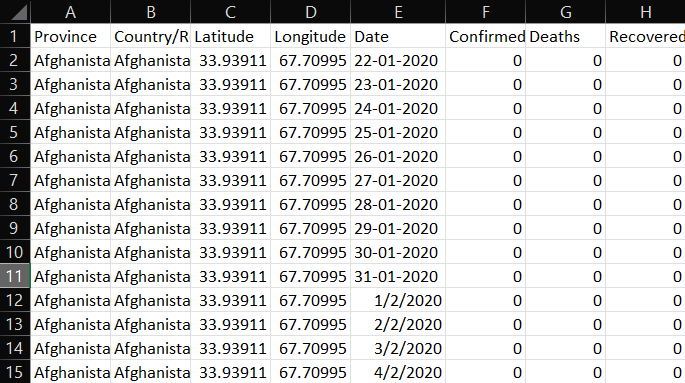 A B C D E F G H
1 Province Country/R Latitude Longitude Date Confirmed Deaths Recovered
2 Afghanista Afghanista 33.93911 67.70995 22-01-2020 0 0 0
3 Afghanista Afghanista 33.93911 67.70995 23-01-2020 0 0 0
4 Afghanista Afghanista 33.93911 67.70995 24-01-2020 0 0 0
5 Afghanista Afghanista 33.93911 67.70995 25-01-2020 0 0 0
6 Afghanista Afghanista 33.93911 67.70995 26-01-2020 0 0 0
7 Afghanista Afghanista 33.93911 67.70995 27-01-2020 0 0 0
8 Afghanista Afghanista 33.93911 67.70995 28-01-2020 0 0 0
9 Afghanista Afghanista 33.93911 67.70995 29-01-2020 0 0 0
10 Afghanista Afghanista 33.93911 67.70995 30-01-2020 0 0 0
11 Afghanista Afghanista 33.93911 67.70995 31-01-2020 0 0 0
12 Afghanista Afghanista 33.93911 67.70995 1/2/2020 0 0 0
13 Afghanista Afghanista 33.93911 67.70995 2/2/2020 0 0 0
14 Afghanista Afghanista 33.93911 67.70995 3/2/2020 0 0 0
15 Afghanista Afghanista 33.93911 67.70995 4/2/2020 0 0 0